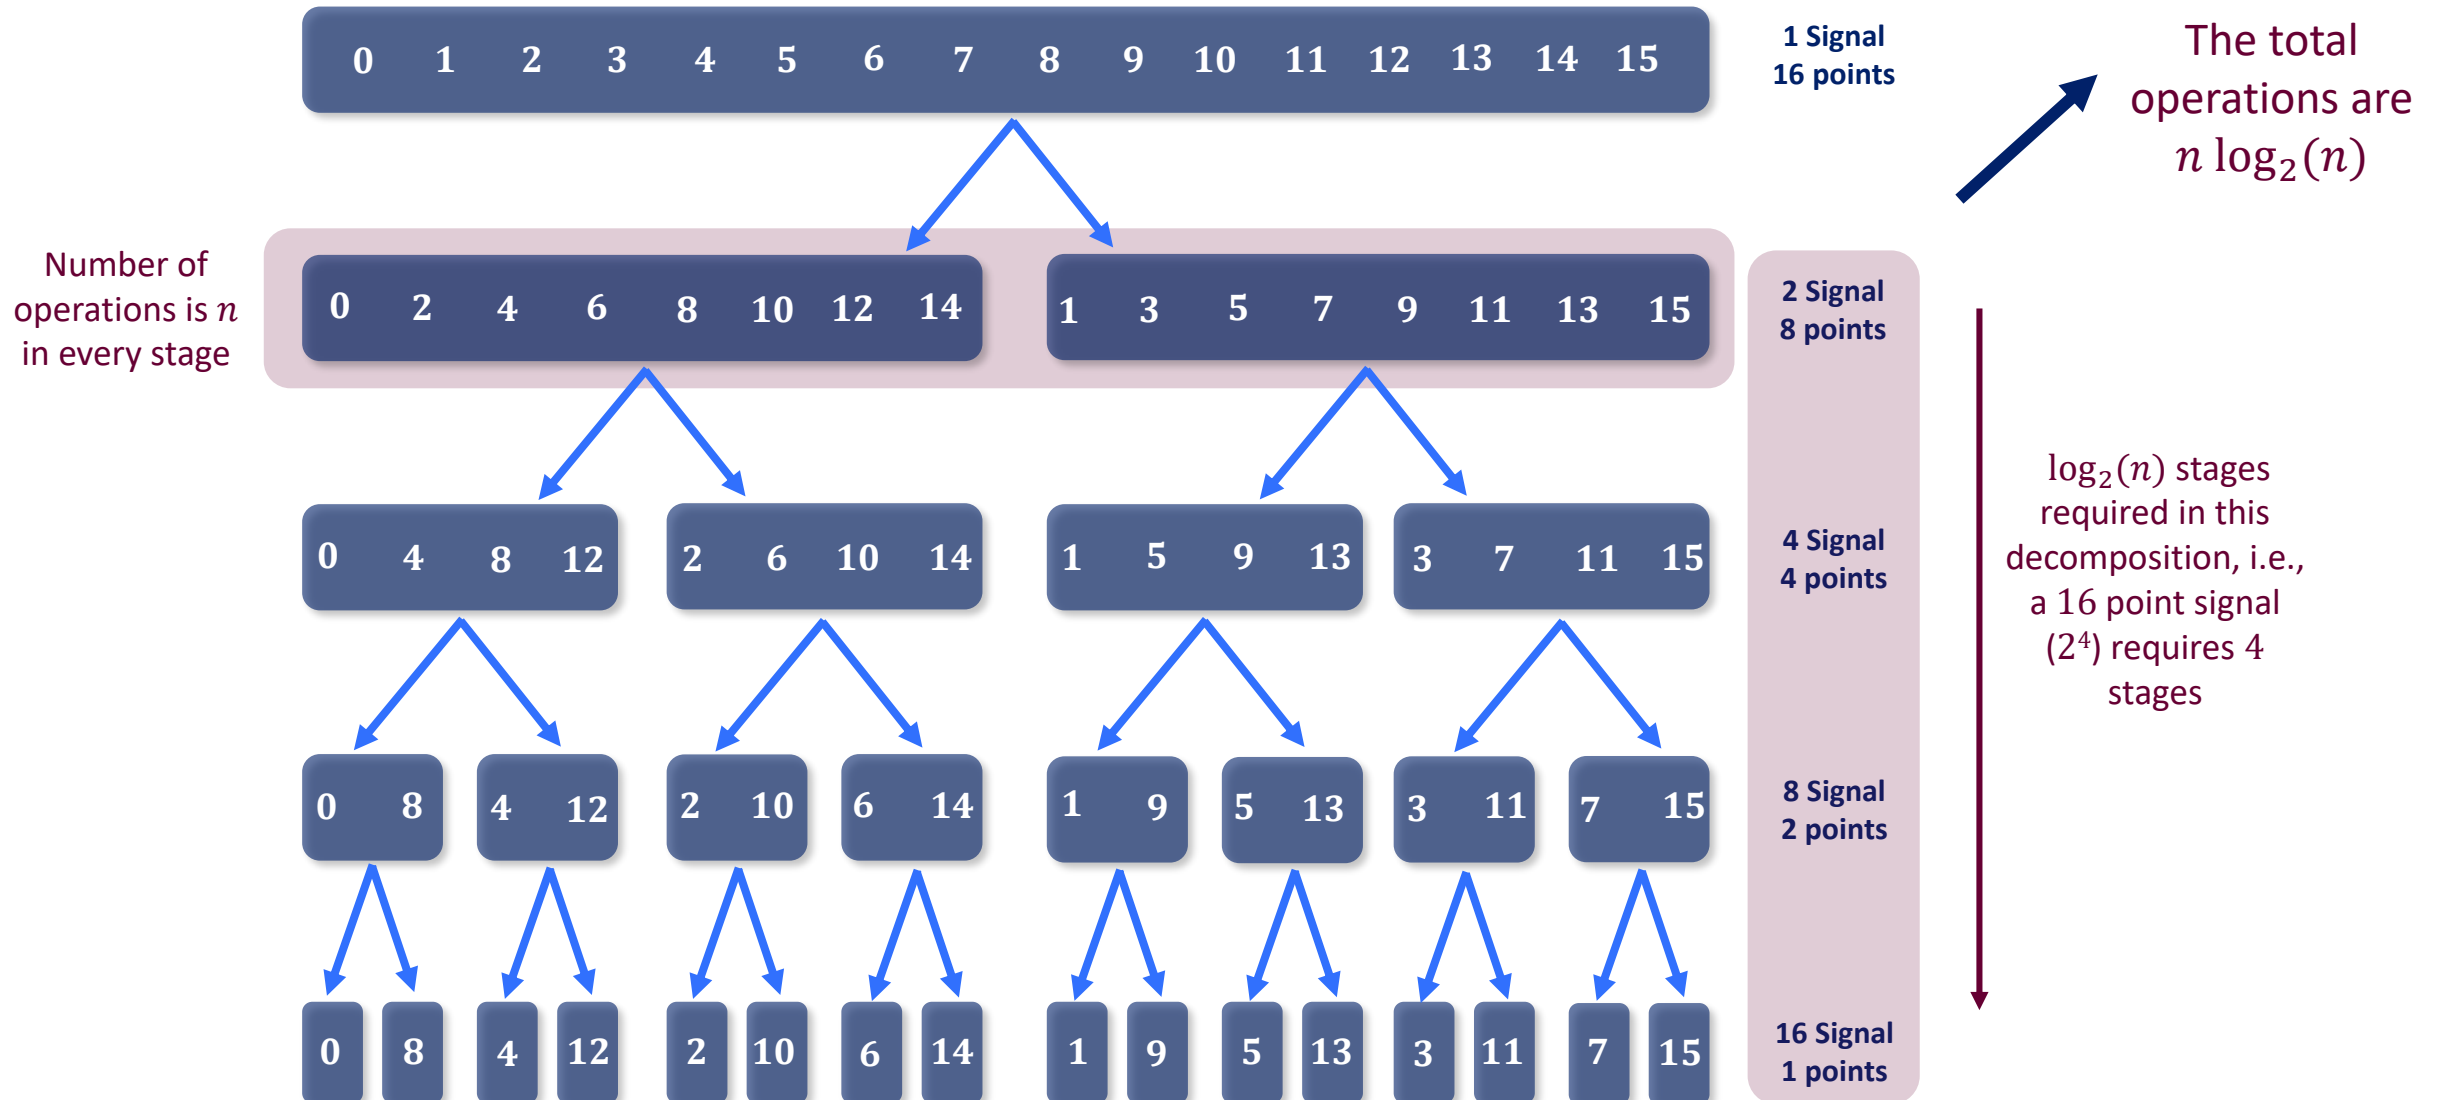 0 1 2 3 4 5 6 7 8 9 10 11 12 13 14 15
1 Signal
16 points
The total
operations are
n log₂(n)
Number of
operations is n
in every stage
0 2 4 6 8 10 12 14
1 3 5 7 9 11 13 15
2 Signal
8 points
0 4 8 12
2 6 10 14
1 5 9 13
3 7 11 15
4 Signal
4 points
log₂(n) stages
required in this
decomposition, i.e.,
a 16 point signal
(2⁴) requires 4
stages
0 8
4 12
2 10
6 14
1 9
5 13
3 11
7 15
8 Signal
2 points
0
8
4
12
2
10
6
14
1
9
5
13
3
11
7
15
16 Signal
1 points